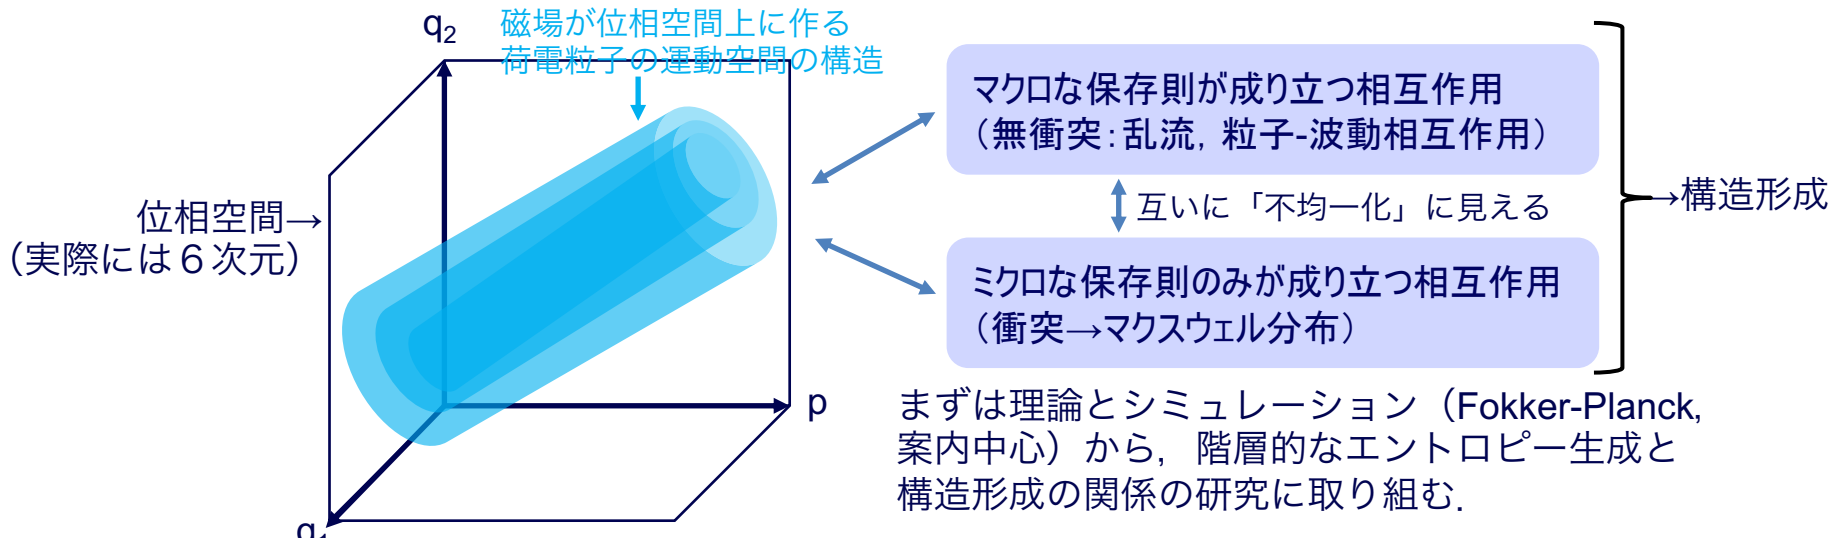 q2
磁場が位相空間上に作る
荷電粒子の運動空間の構造
位相空間→
(実際には6次元)
p
マクロな保存則が成り立つ相互作用
（無衝突：乱流，粒子-波動相互作用）
互いに「不均一化」に見える
ミクロな保存則のみが成り立つ相互作用
（衝突→マクスウェル分布）
→構造形成
まずは理論とシミュレーション（Fokker-Planck,
案内中心）から，階層的なエントロピー生成と
構造形成の関係の研究に取り組む．